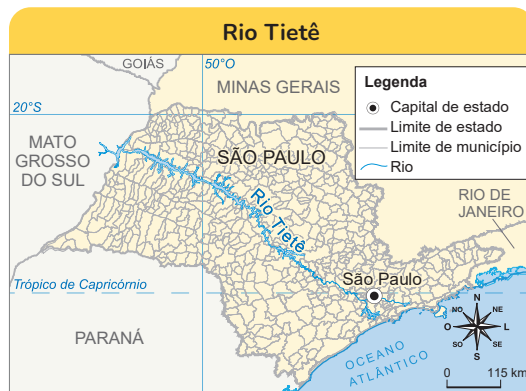 Rio Tietê
GOIÁS
50°O
MINAS GERAIS
20°S
MATO
GROSSO
DO SUL
SÃO PAULO
Rio Tietê
Legenda
Capital de estado
Limite de estado
Limite de município
Rio
RIO DE
JANEIRO
São Paulo
Trópico de Capricórnio
PARANÁ
OCEANO
ATLÂNTICO
N
NO
NE
O
L
SO
SE
S
0
115 km